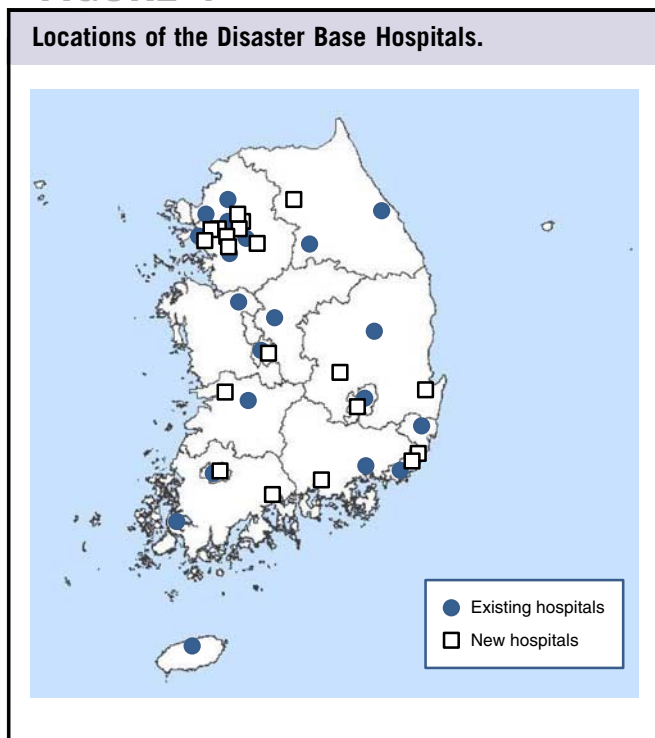 Locations of the Disaster Base Hospitals.
Existing hospitals
New hospitals